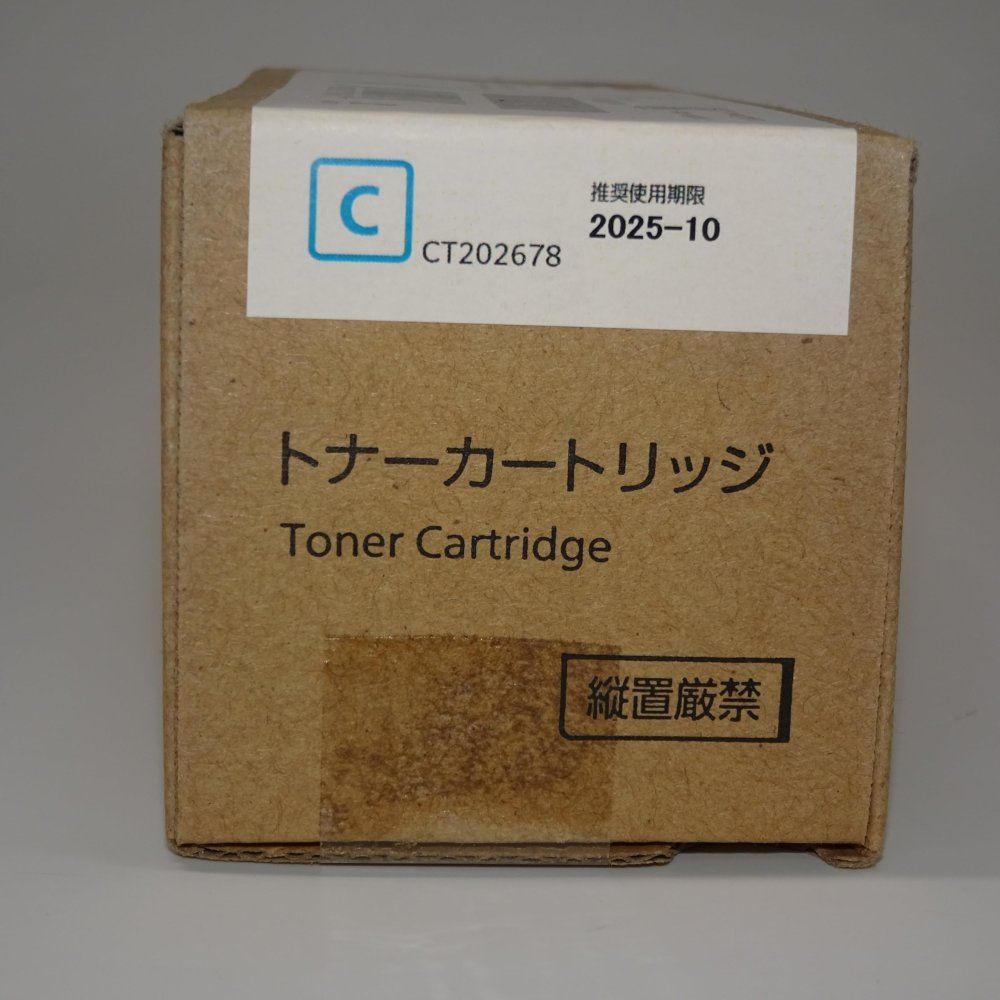 C
CT202678
推奨使用期限
2025-10
トナーカートリッジ
Toner Cartridge
縦置厳禁